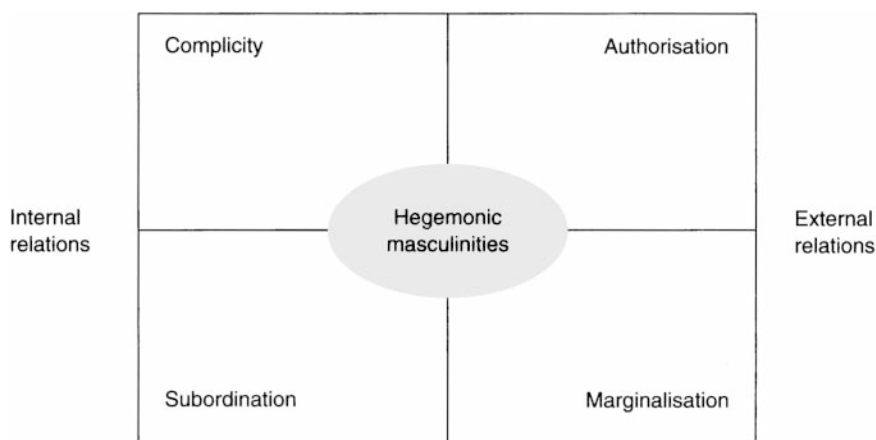 Complicity
Authorisation
Internal
relations
Hegemonic
masculinities
External
relations
Subordination
Marginalisation